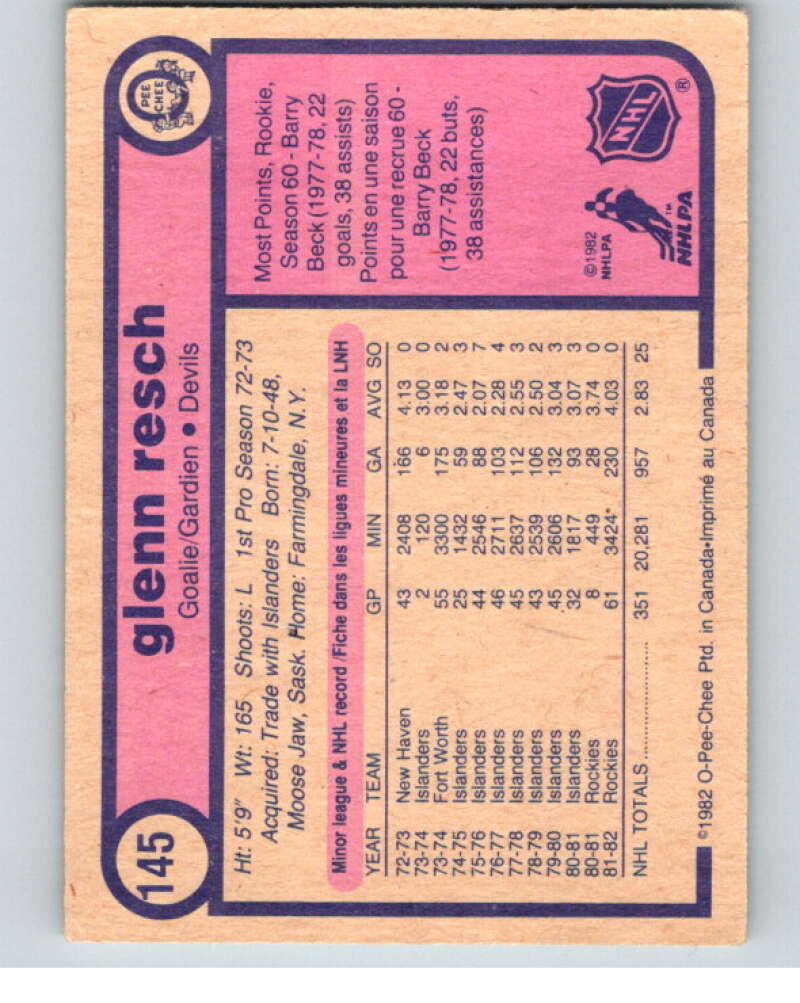 145
PEE
CHEE
glenn resch
Goalie/Gardien • Devils
Ht: 5'9" Wt: 165 Shoots: L 1st Pro Season 72-73
Acquired: Trade with Islanders Born: 7-10-48,
Moose Jaw, Sask. Home: Farmingdale, N.Y.
Minor league & NHL record /Fiche dans les ligues mineures et la LNH
YEAR TEAM GP MIN GA AVG SO
72-73 New Haven 43 2408 166 4.13 0
73-74 Islanders 2 120 6 3.00 0
73-74 Fort Worth 55 3300 175 3.18 2
74-75 Islanders 25 1432 59 2.47 3
75-76 Islanders 44 2546 88 2.07 7
76-77 Islanders 46 2711 103 2.28 4
77-78 Islanders 45 2637 112 2.55 3
78-79 Islanders 43 2539 106 2.50 2
79-80 Islanders 45 2606 132 3.04 3
80-81 Islanders 32 1817 93 3.07 3
80-81 Rockies 8 449 28 3.74 0
81-82 Rockies 61 3424* 230 4.03 0
NHL TOTALS .................... 351 20,281 957 2.83 25
©1982 O-Pee-Chee Ptd. in Canada•Imprimé au Canada
Most Points, Rookie,
Season 60 - Barry
Beck (1977-78, 22
goals, 38 assists)
Points en une saison
pour une recrue 60 -
Barry Beck
(1977-78, 22 buts,
38 assistances)
NHL ®
©1982
NHLPA
NHLPA ™